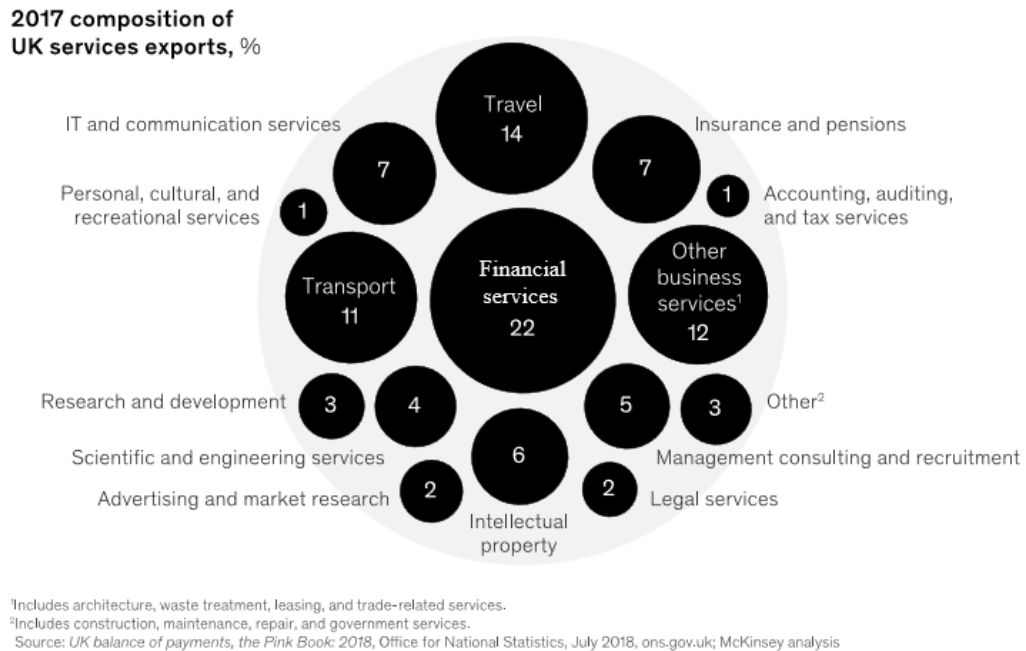 2017 composition of
UK services exports, %
Travel
14
IT and communication services
7
Insurance and pensions
7
Personal, cultural, and
recreational services
1
Accounting, auditing,
and tax services
1
Transport
11
Financial
services
22
Other
business
services¹
12
Research and development
3
4
Scientific and engineering services
5
Management consulting and recruitment
3
Other²
6
Intellectual
property
Advertising and market research
2
2
Legal services
¹Includes architecture, waste treatment, leasing, and trade-related services.
²Includes construction, maintenance, repair, and government services.
Source: UK balance of payments, the Pink Book: 2018, Office for National Statistics, July 2018, ons.gov.uk; McKinsey analysis